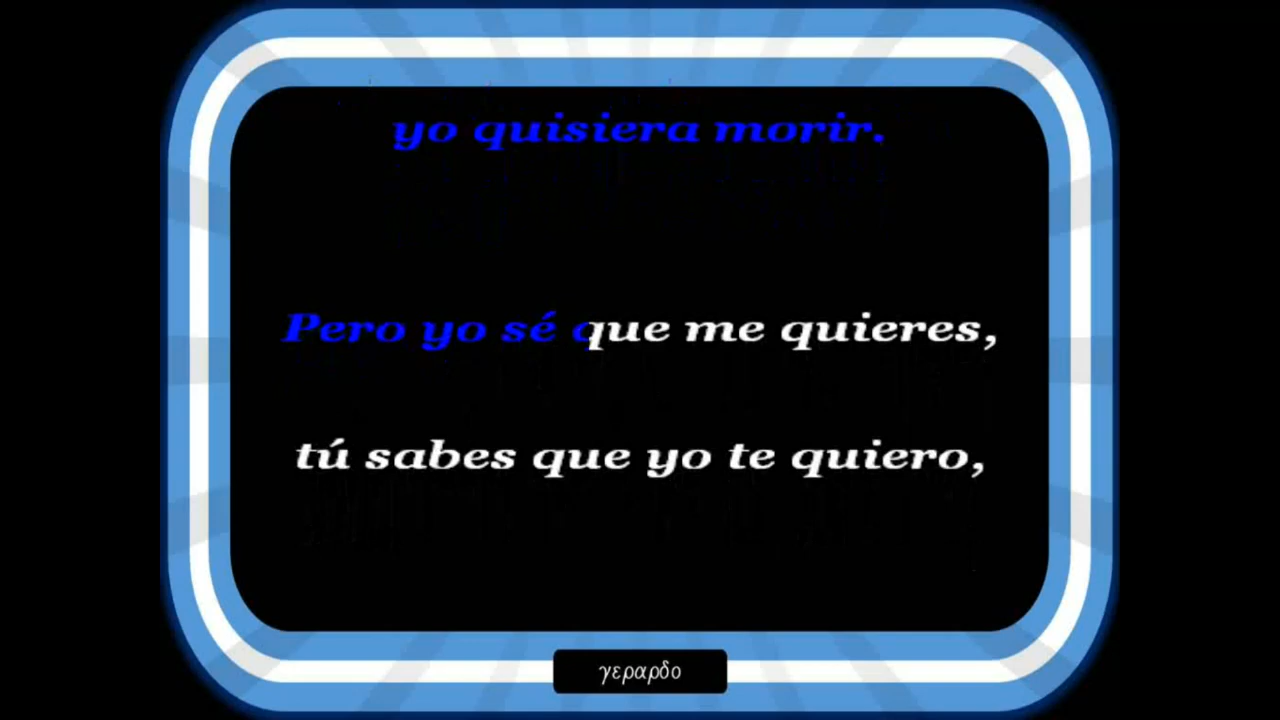 yo quisiera morir.
Pero yo sé que me quieres,
tú sabes que yo te quiero,
γεραρδο